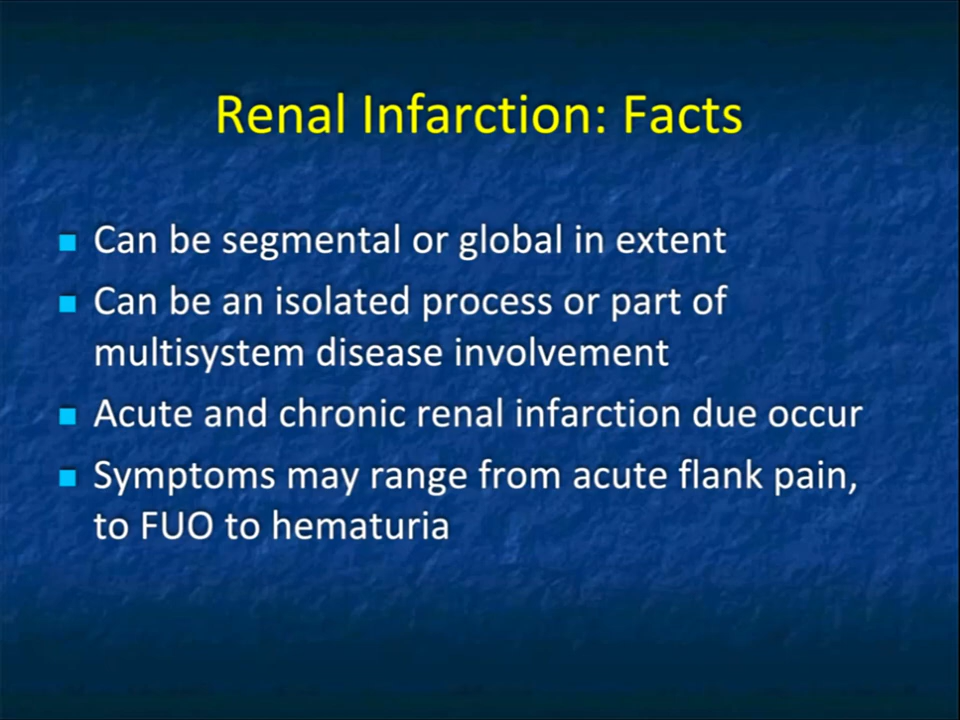 Renal Infarction: Facts
Can be segmental or global in extent
Can be an isolated process or part of
multisystem disease involvement
Acute and chronic renal infarction due occur
Symptoms may range from acute flank pain,
to FUO to hematuria